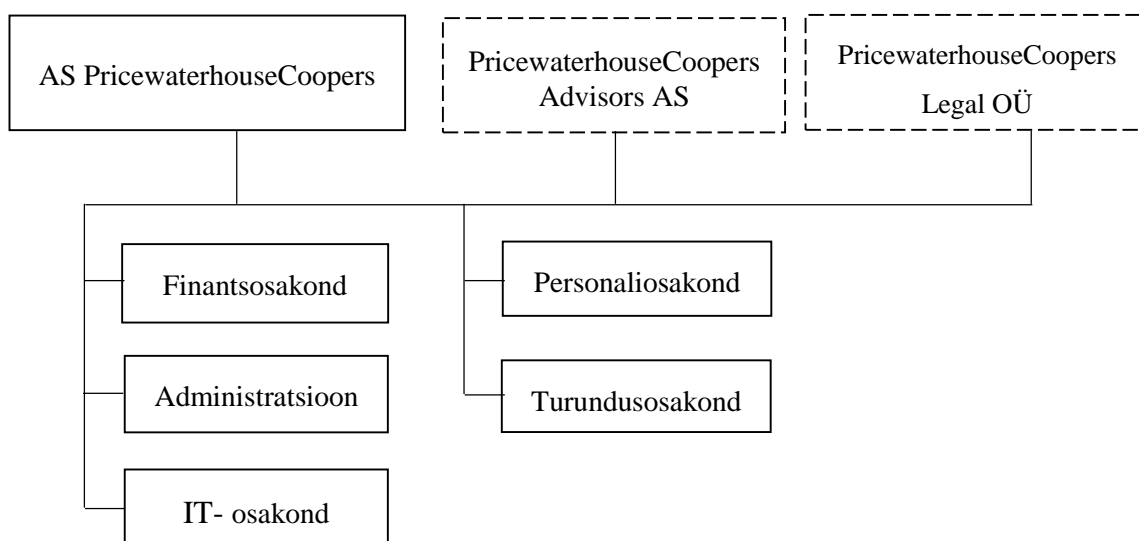 AS PricewaterhouseCoopers
PricewaterhouseCoopers
Advisors AS
PricewaterhouseCoopers
Legal OÜ
Finantsosakond
Personaliosakond
Administratsioon
Turundusosakond
IT- osakond